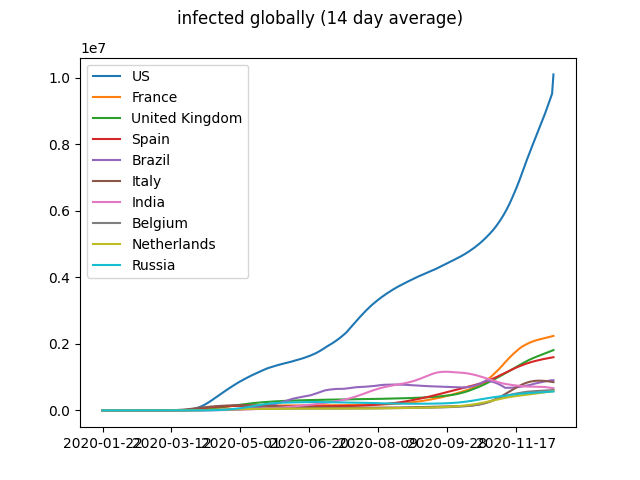 infected globally (14 day average)
1e7
1.0
0.8
0.6
0.4
0.2
0.0
US
France
United Kingdom
Spain
Brazil
Italy
India
Belgium
Netherlands
Russia
2020-01-22 2020-03-12 2020-05-01 2020-06-20 2020-08-09 2020-09-28 2020-11-17